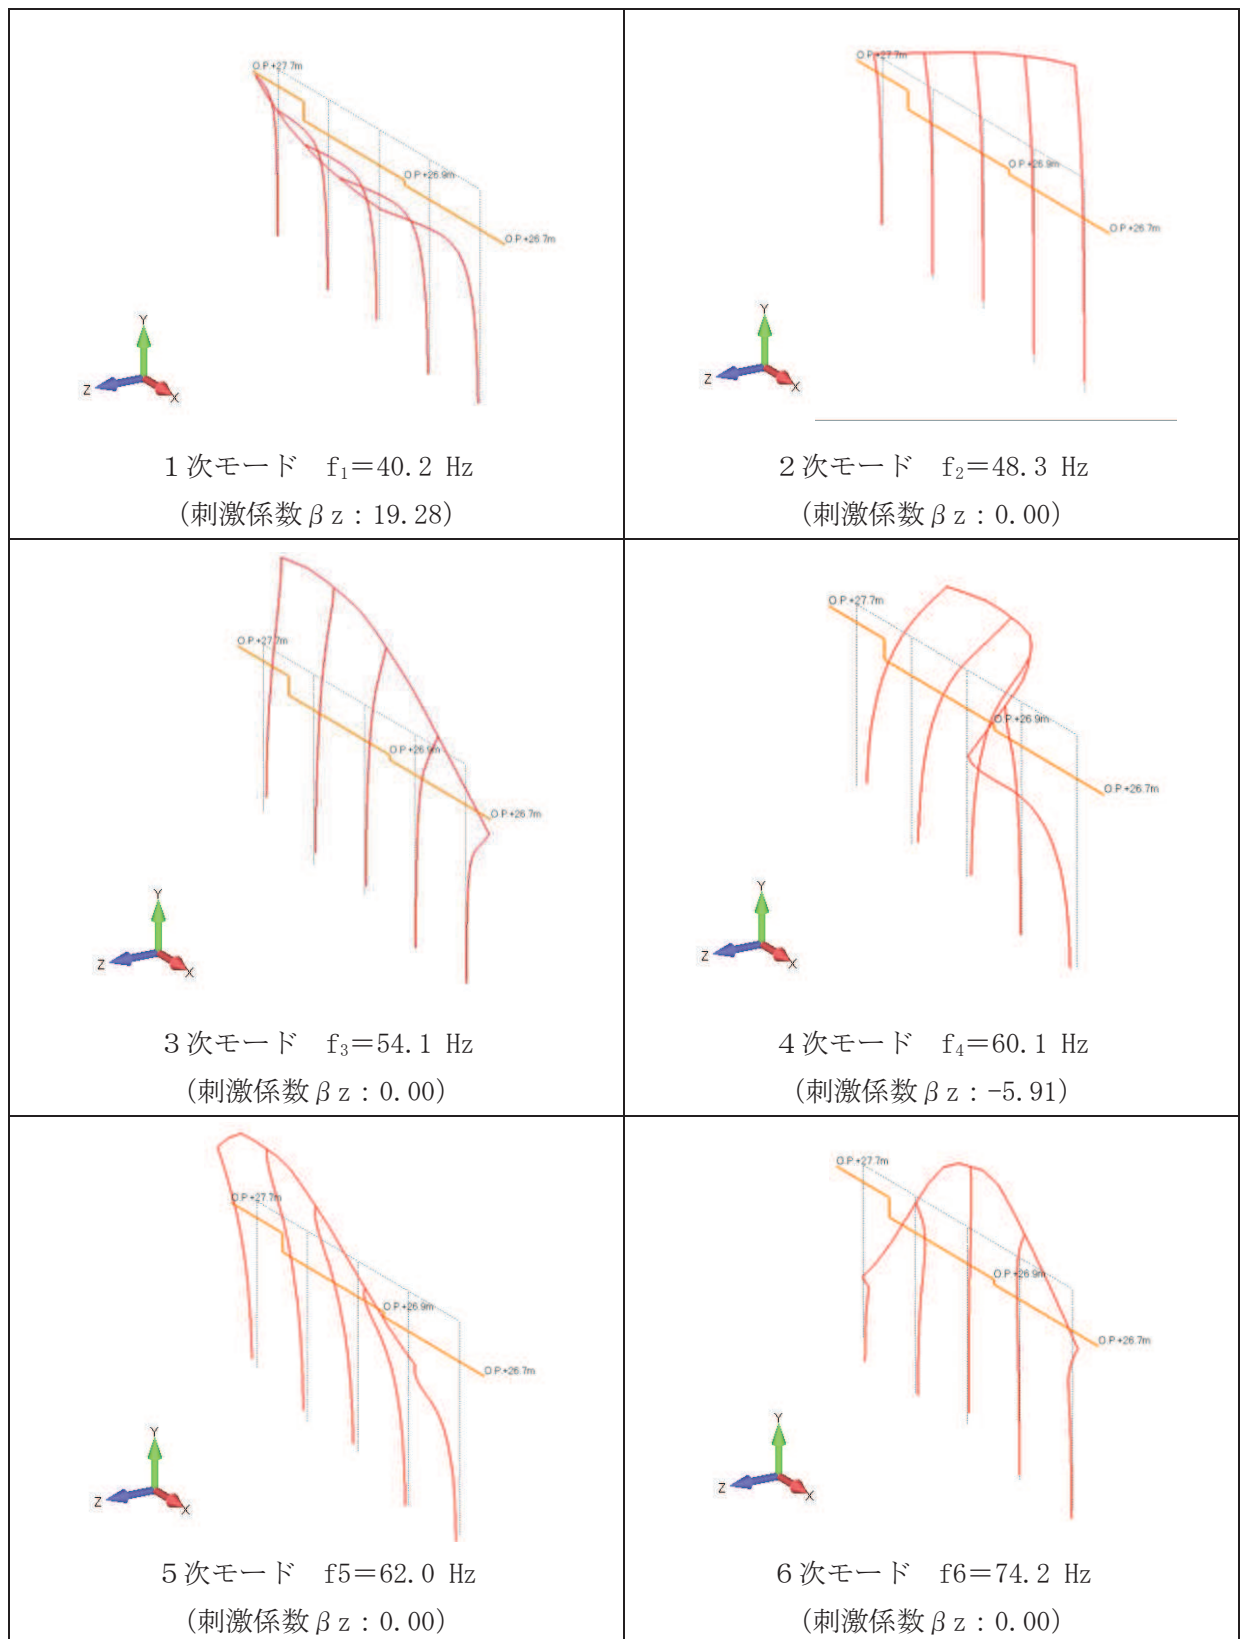 O.P.+27.7m
O.P.+26.9m
O.P.+26.7m
Y
Z
X
１次モード　f₁＝40.2 Hz
(刺激係数βz：19.28)
O.P.+27.7m
O.P.+26.9m
O.P.+26.7m
Y
Z
X
２次モード　f₂＝48.3 Hz
(刺激係数βz：0.00)
O.P.+27.7m
O.P.+26.9m
O.P.+26.7m
Y
Z
X
３次モード　f₃＝54.1 Hz
(刺激係数βz：0.00)
O.P.+27.7m
O.P.+26.9m
O.P.+26.7m
Y
Z
X
４次モード　f₄＝60.1 Hz
(刺激係数βz：-5.91)
O.P.+27.7m
O.P.+26.9m
O.P.+26.7m
Y
Z
X
５次モード　f5＝62.0 Hz
(刺激係数βz：0.00)
O.P.+27.7m
O.P.+26.9m
O.P.+26.7m
Y
Z
X
６次モード　f6＝74.2 Hz
(刺激係数βz：0.00)